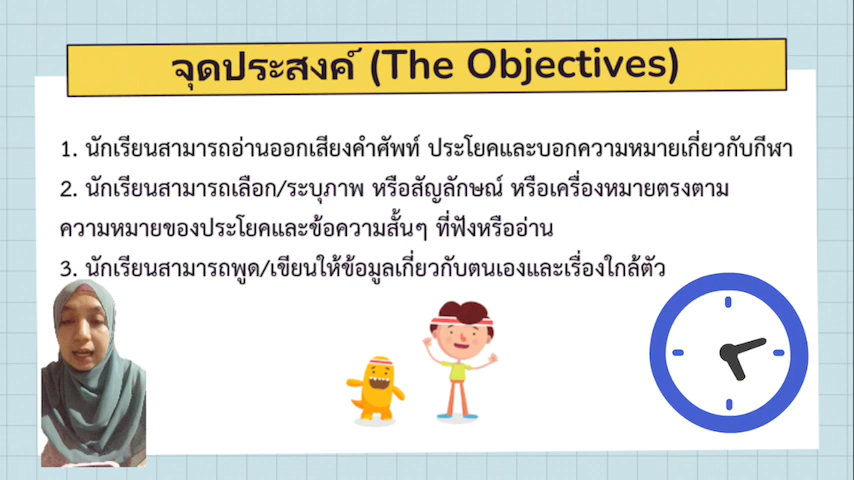 จุดประสงค์ (The Objectives)
1. นักเรียนสามารถอ่านออกเสียงคำศัพท์ ประโยคและบอกความหมายเกี่ยวกับกีฬา
2. นักเรียนสามารถเลือก/ระบุภาพ หรือสัญลักษณ์ หรือเครื่องหมายตรงตาม
ความหมายของประโยคและข้อความสั้นๆ ที่ฟังหรืออ่าน
3. นักเรียนสามารถพูด/เขียนให้ข้อมูลเกี่ยวกับตนเองและเรื่องใกล้ตัว